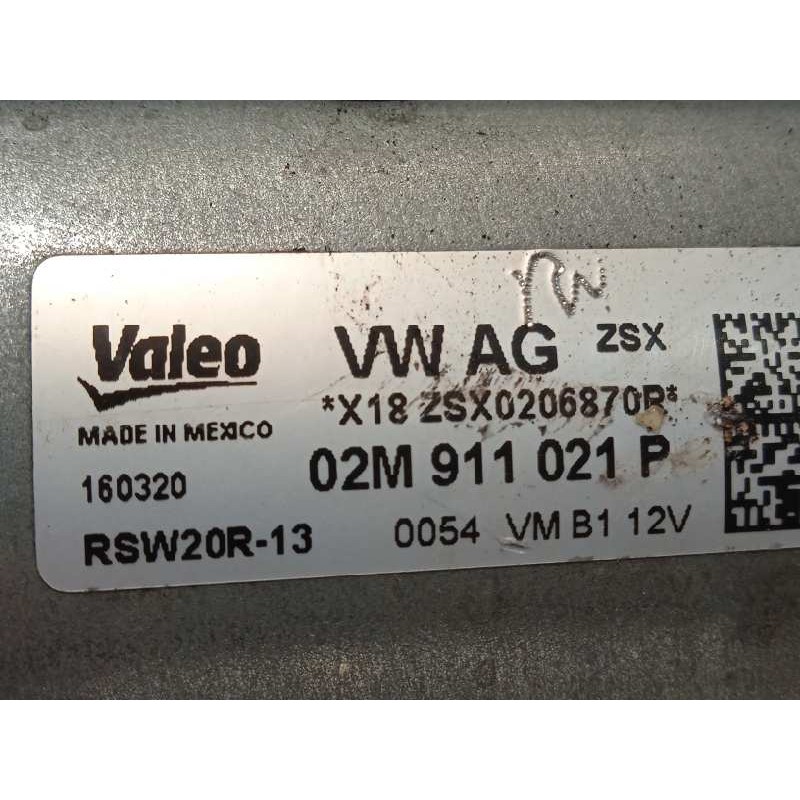 Valeo
VW AG ZSX
*X18 ZSX0206870R*
MADE IN MEXICO
02M 911 021 P
160320
RSW20R-13
0054 VM B1 12V